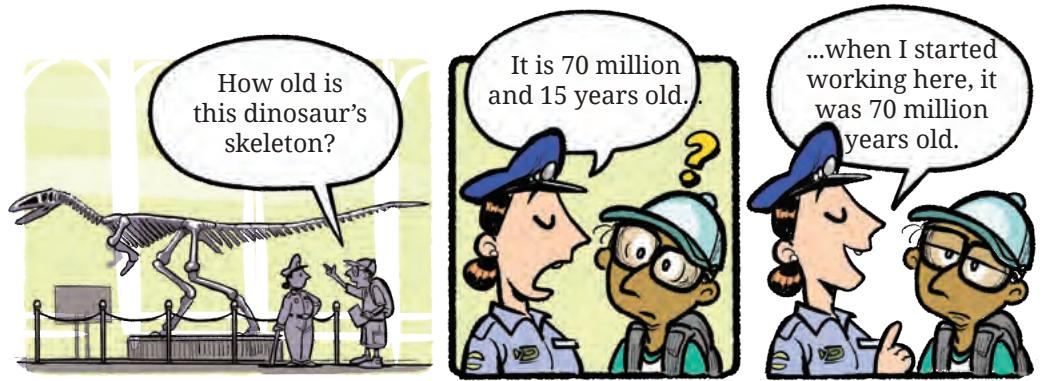 How old is
this dinosaur's
skeleton?
It is 70 million
and 15 years old...
...when I started
working here, it
was 70 million
years old.
?